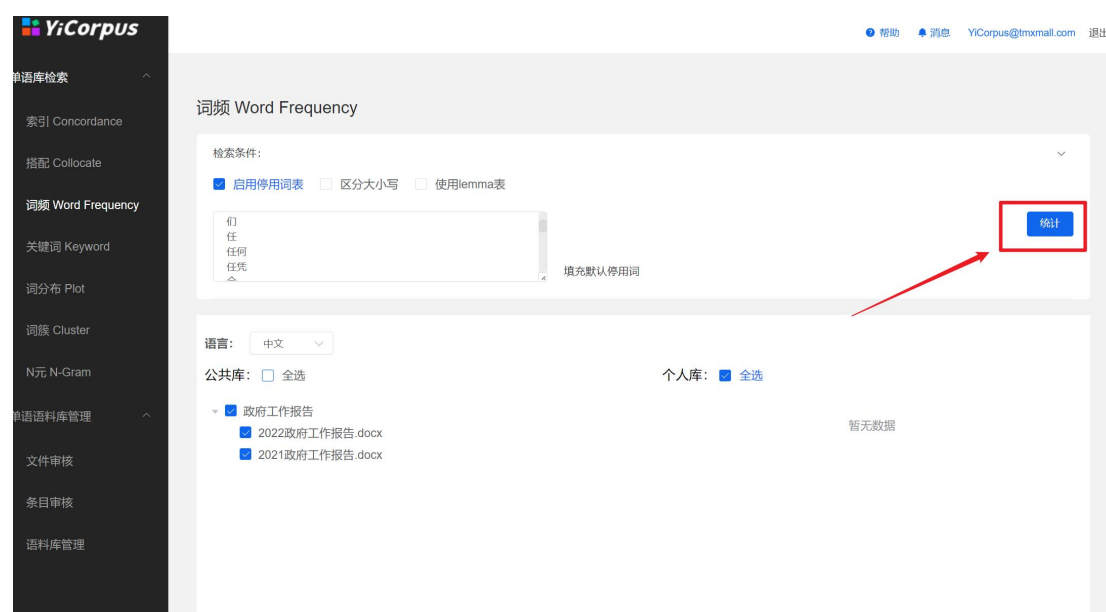 YiCorpus
帮助 消息 YiCorpus@tmxmall.com 退出
单语库检索
索引 Concordance
搭配 Collocate
词频 Word Frequency
关键词 Keyword
词分布 Plot
词簇 Cluster
N元 N-Gram
单语语料库管理
文件审核
条目审核
语料库管理
词频 Word Frequency
检索条件：
启用停用词表 区分大小写 使用lemma表
们
任
任何
任凭
填充默认停用词
统计
语言： 中文
公共库： 全选
政府工作报告
2022政府工作报告.docx
2021政府工作报告.docx
个人库： 全选
暂无数据